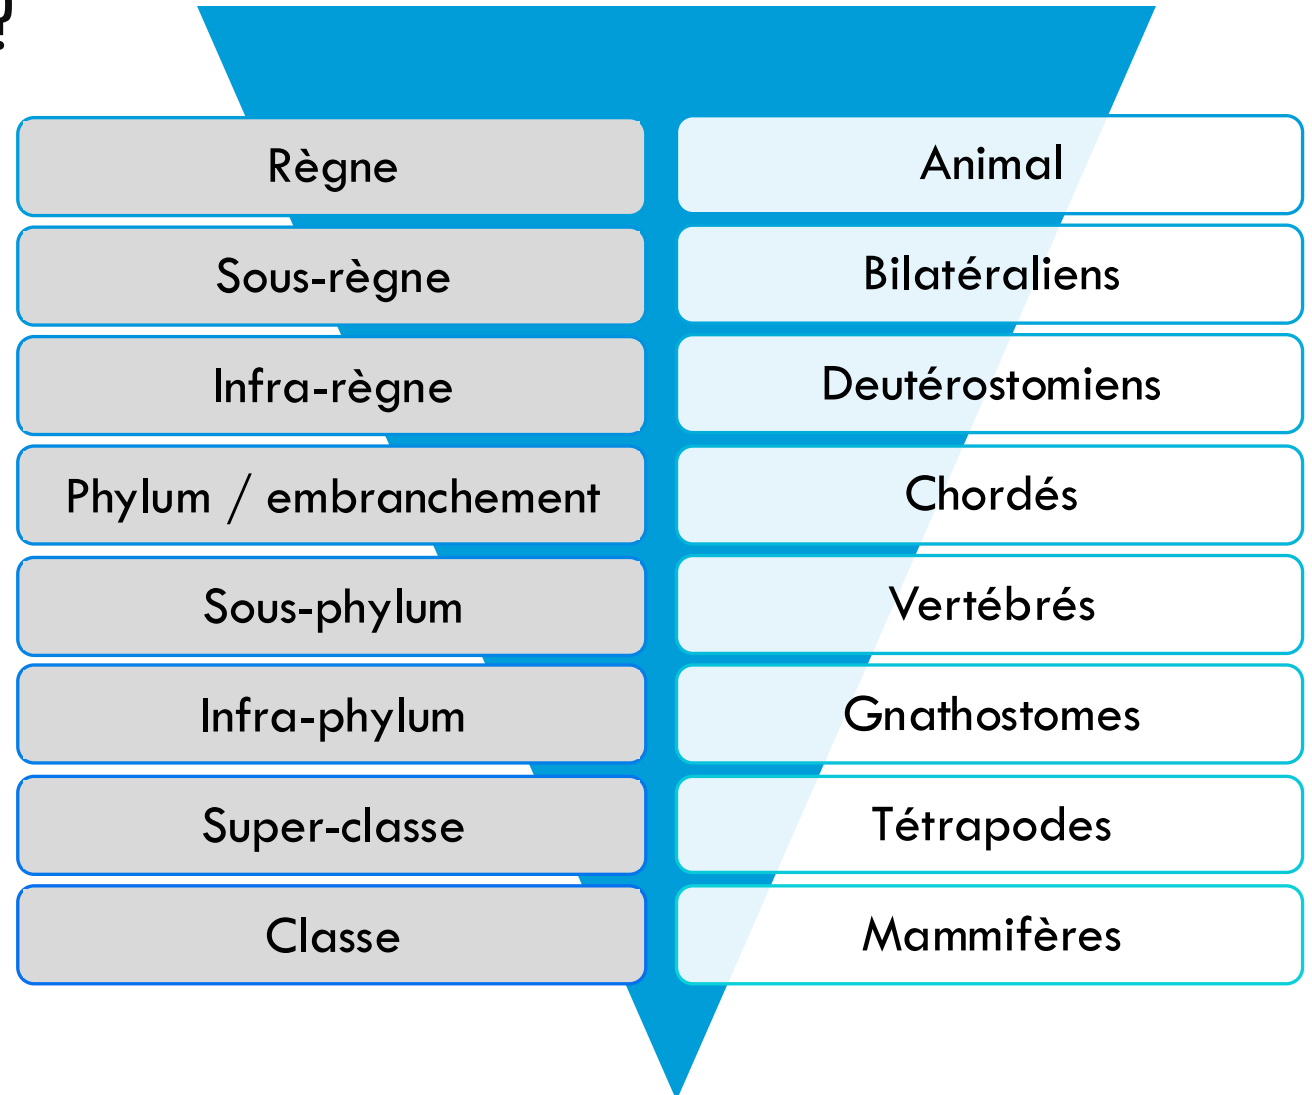 Règne
Animal
Sous-règne
Bilatéraliens
Infra-règne
Deutérostomiens
Phylum / embranchement
Chordés
Sous-phylum
Vertébrés
Infra-phylum
Gnathostomes
Super-classe
Tétrapodes
Classe
Mammifères